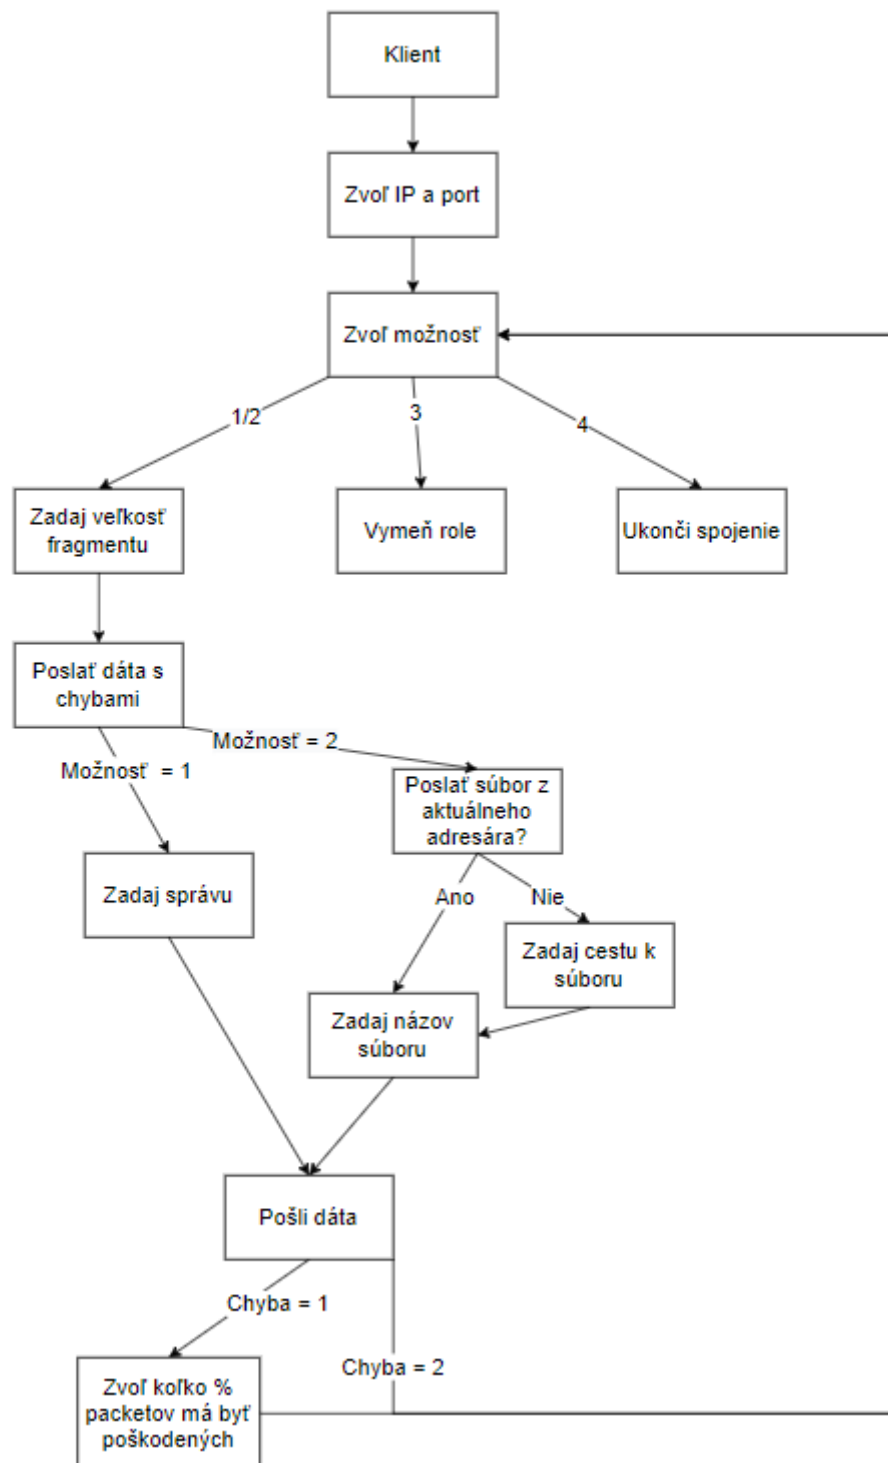 Klient
Zvoľ IP a port
Zvoľ možnosť
1/2
3
4
Zadaj veľkosť
fragmentu
Vymeň role
Ukonči spojenie
Poslať dáta s
chybami
Možnosť = 2
Možnosť = 1
Poslať súbor z
aktuálneho
adresára?
Zadaj správu
Ano
Nie
Zadaj cestu k
súboru
Zadaj názov
súboru
Pošli dáta
Chyba = 1
Chyba = 2
Zvoľ koľko %
packetov má byť
poškodených